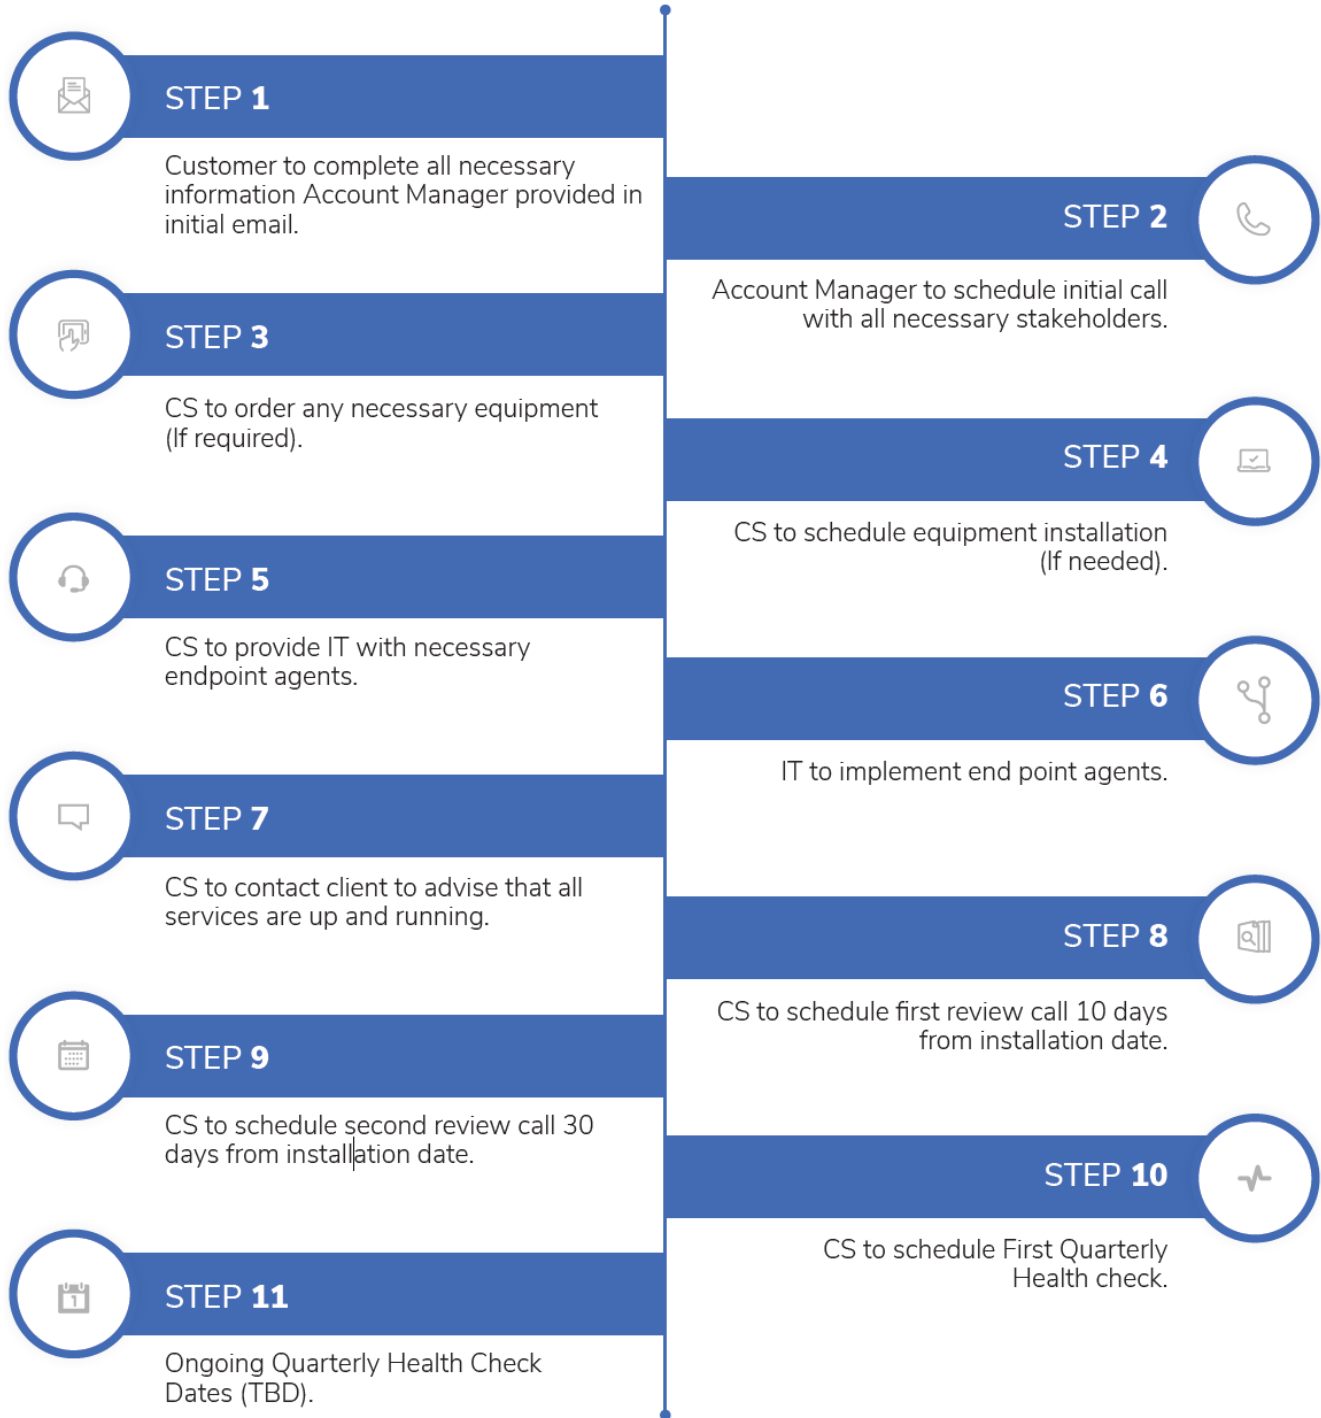 STEP 1
Customer to complete all necessary
information Account Manager provided in
initial email.
STEP 2
Account Manager to schedule initial call
with all necessary stakeholders.
STEP 3
CS to order any necessary equipment
(If required).
STEP 4
CS to schedule equipment installation
(If needed).
STEP 5
CS to provide IT with necessary
endpoint agents.
STEP 6
IT to implement end point agents.
STEP 7
CS to contact client to advise that all
services are up and running.
STEP 8
CS to schedule first review call 10 days
from installation date.
STEP 9
CS to schedule second review call 30
days from installation date.
STEP 10
CS to schedule First Quarterly
Health check.
STEP 11
1
Ongoing Quarterly Health Check
Dates (TBD).